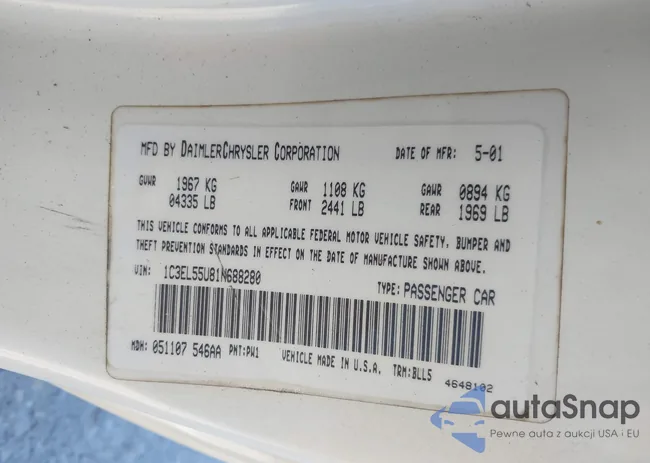 MFD BY DAIMLERCHRYSLER CORPORATION DATE OF MFR: 5-01
GVWR 1967 KG GAWR 1108 KG GAWR 0894 KG
04335 LB FRONT 2441 LB REAR 1969 LB
THIS VEHICLE CONFORMS TO ALL APPLICABLE FEDERAL MOTOR VEHICLE SAFETY, BUMPER AND
THEFT PREVENTION STANDARDS IN EFFECT ON THE DATE OF MANUFACTURE SHOWN ABOVE.
VIN: 1C3EL55U81N688280 TYPE: PASSENGER CAR
MDH: 051107 546AA PNT:PW1 VEHICLE MADE IN U.S.A. TRM:BLL5 4648102
autaSnap
Pewne auta z aukcji USA i EU